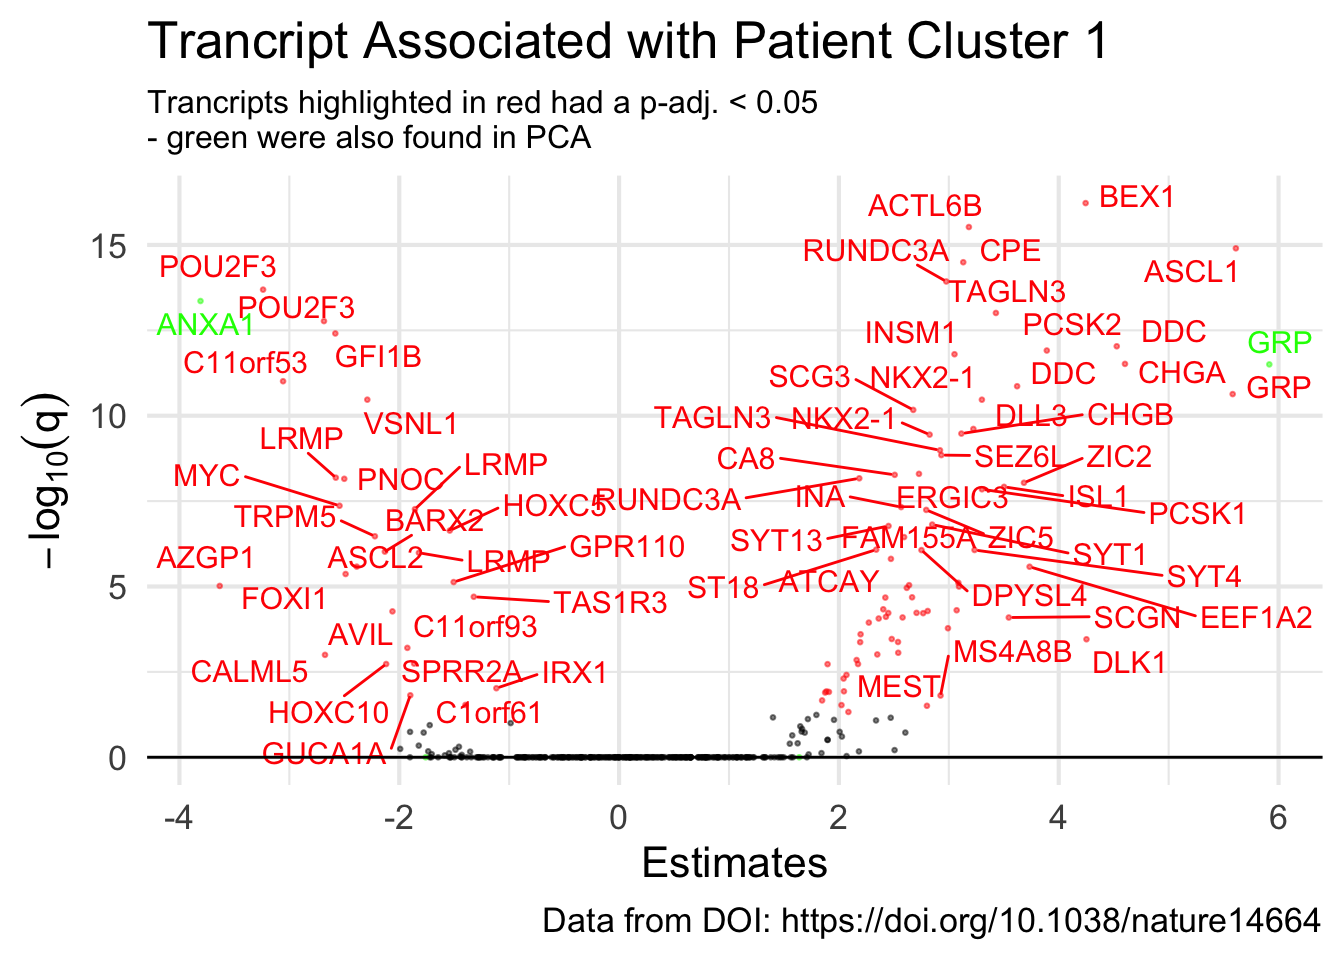 Trancript Associated with Patient Cluster 1
Trancripts highlighted in red had a p-adj. < 0.05
- green were also found in PCA
BEX1
ACTL6B
RUNDC3A
CPE
15
POU2F3
ASCL1
TAGLN3
POU2F3
ANXA1
PCSK2
DDC
INSM1
GRP
GFI1B
C11orf53
SCG3
NKX2-1
DDC
CHGA
GRP
10
VSNL1
TAGLN3
NKX2-1
DLL3
CHGB
LRMP
MYC
PNOC
LRMP
CA8
SEZ6L
ZIC2
HOXC5
RUNDC3A
INA
ERGIC3
ISL1
TRPM5
BARX2
PCSK1
SYT13
FAM155A
ZIC5
AZGP1
ASCL2
LRMP
GPR110
SYT1
5
ST18
ATCAY
SYT4
FOXI1
TAS1R3
DPYSL4
AVIL
C11orf93
SCGN
EEF1A2
MS4A8B
DLK1
CALML5
SPRR2A
IRX1
MEST
HOXC10
C1orf61
GUCA1A
0
−log10(q)
-4
-2
0
2
4
6
Estimates
Data from DOI: https://doi.org/10.1038/nature14664